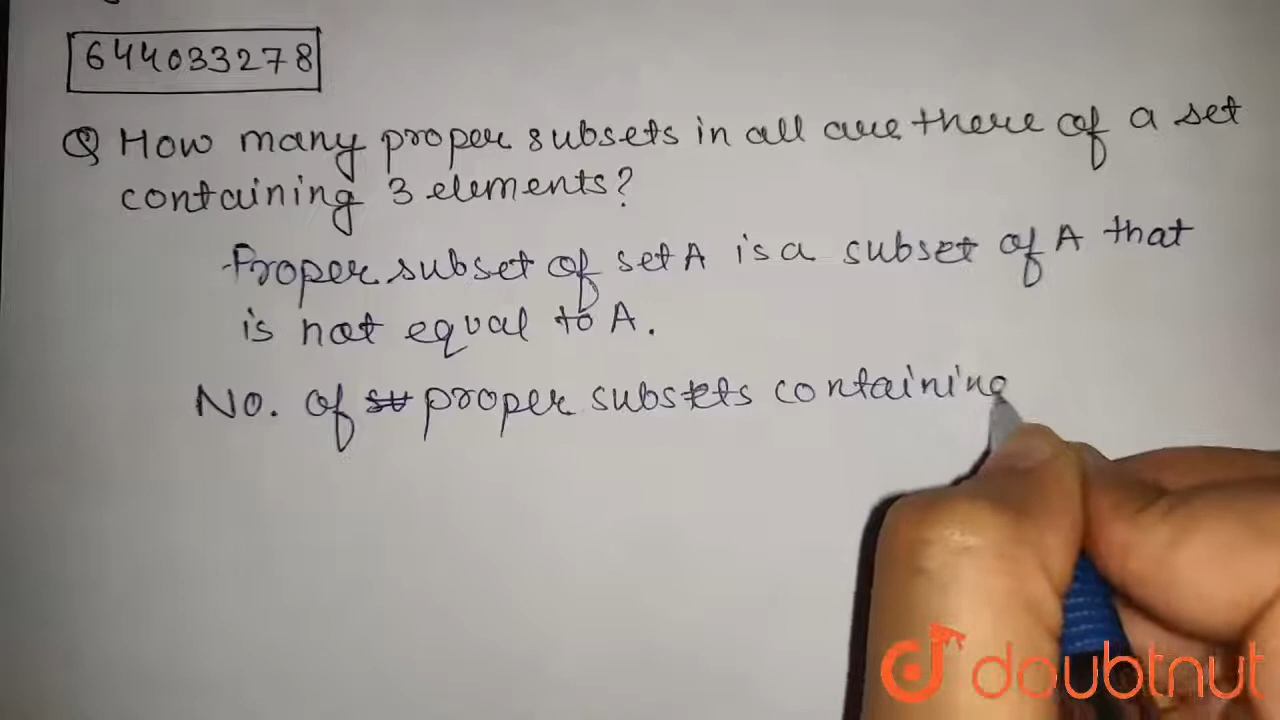 644033278
Q How many proper subsets in all are there of a set
containing 3 elements?
Proper subset of set A is a subset of A that
is not equal to A.
No. of proper subsets containing
doubtnut